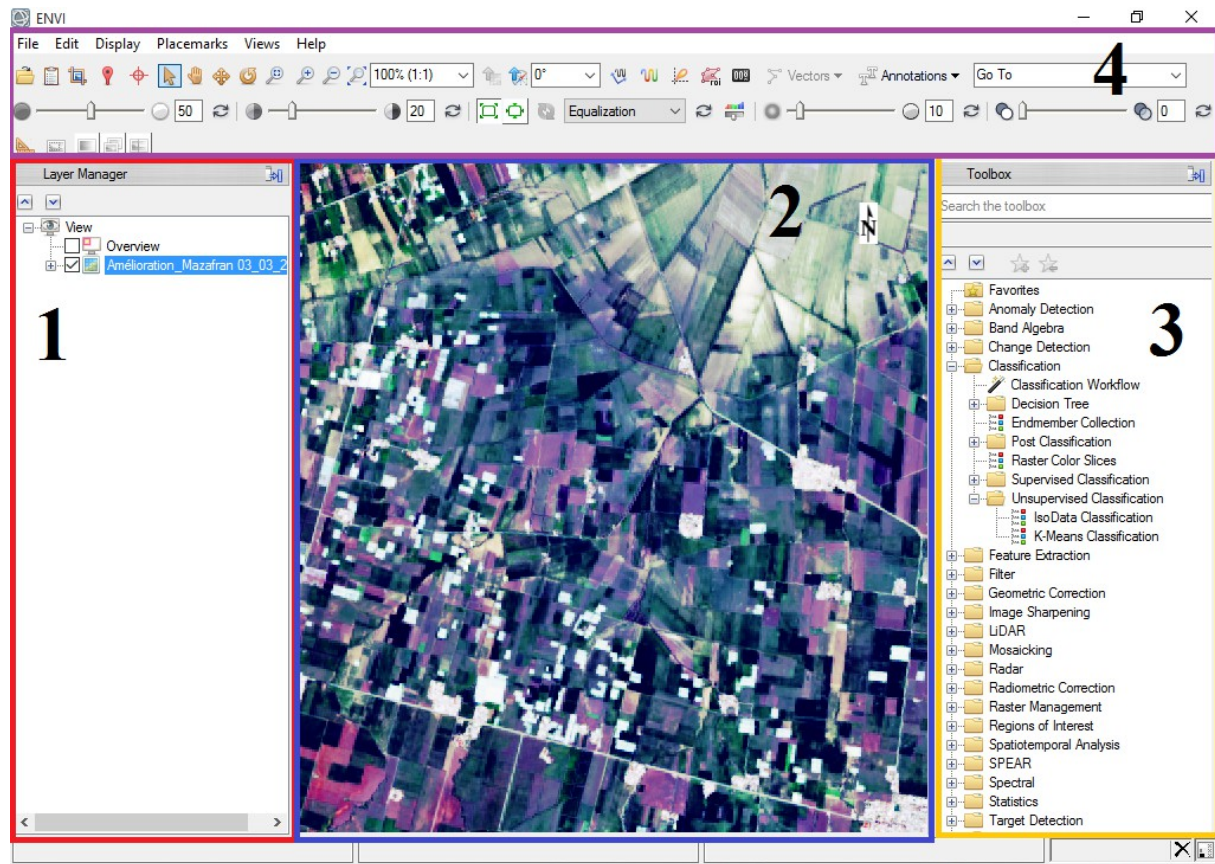 ENVI
File Edit Display Placemarks Views Help
4
100% (1:1) 0° roi Vectors Annotations Go To
50 20 Equalization 10 0
Layer Manager
View
Overview
Amélioration_Mazafran 03_03_2
1
2
N
Toolbox
Search the toolbox
3
Favorites
Anomaly Detection
Band Algebra
Change Detection
Classification
Classification Workflow
Decision Tree
Endmember Collection
Post Classification
Raster Color Slices
Supervised Classification
Unsupervised Classification
IsoData Classification
K-Means Classification
Feature Extraction
Filter
Geometric Correction
Image Sharpening
LiDAR
Mosaicking
Radar
Radiometric Correction
Raster Management
Regions of Interest
Spatiotemporal Analysis
SPEAR
Spectral
Statistics
Target Detection